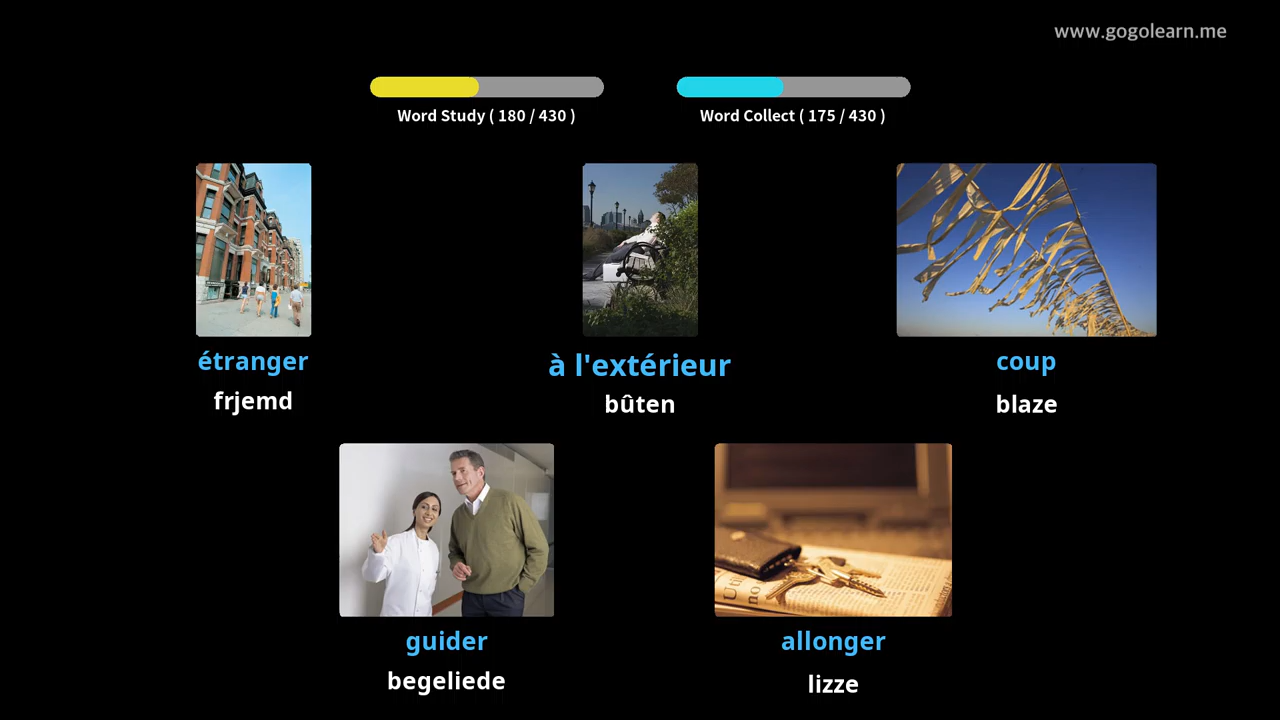 www.gogolearn.me
Word Study ( 180 / 430 )
Word Collect ( 175 / 430 )
étranger
frjemd
à l'extérieur
bûten
coup
blaze
guider
begeliede
allonger
lizze